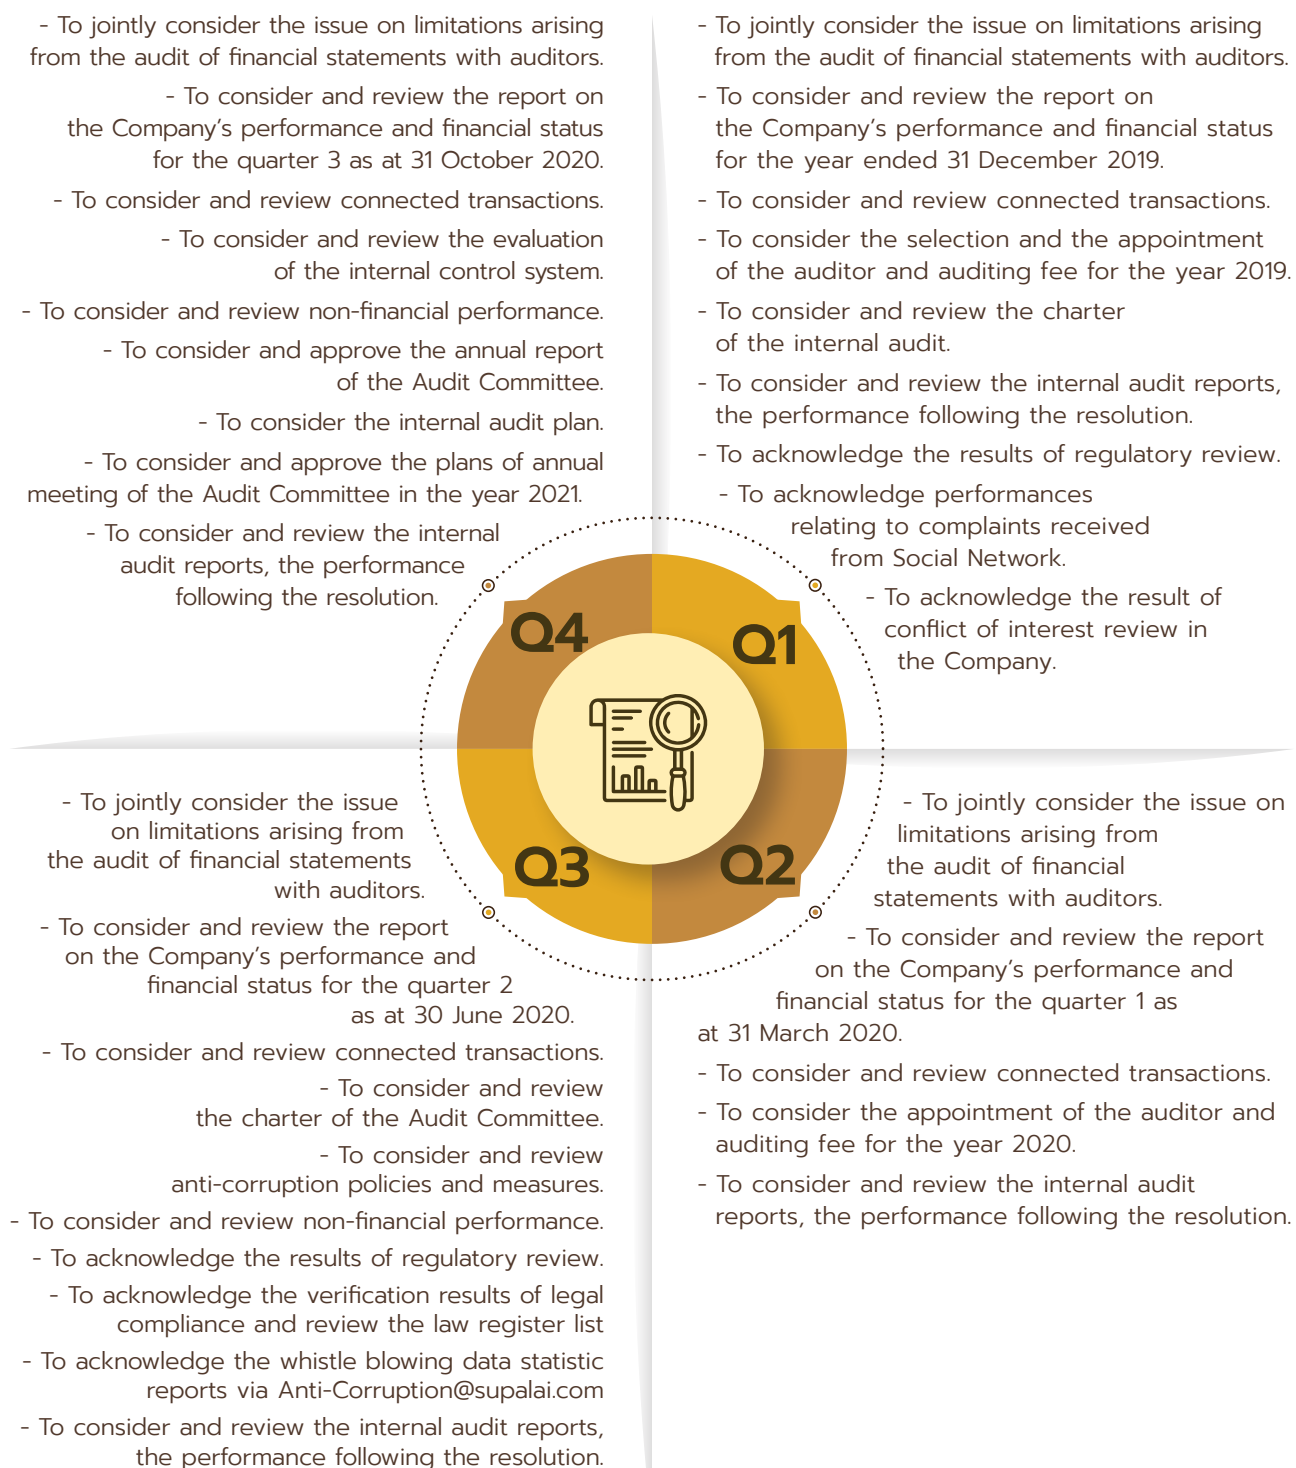 - To jointly consider the issue on limitations arising
from the audit of financial statements with auditors.
- To consider and review the report on
the Company's performance and financial status
for the quarter 3 as at 31 October 2020.
- To consider and review connected transactions.
- To consider and review the evaluation
of the internal control system.
- To consider and review non-financial performance.
- To consider and approve the annual report
of the Audit Committee.
- To consider the internal audit plan.
- To consider and approve the plans of annual
meeting of the Audit Committee in the year 2021.
- To consider and review the internal
audit reports, the performance
following the resolution.
Q4
- To jointly consider the issue on limitations arising
from the audit of financial statements with auditors.
- To consider and review the report on
the Company's performance and financial status
for the year ended 31 December 2019.
- To consider and review connected transactions.
- To consider the selection and the appointment
of the auditor and auditing fee for the year 2019.
- To consider and review the charter
of the internal audit.
- To consider and review the internal audit reports,
the performance following the resolution.
- To acknowledge the results of regulatory review.
- To acknowledge performances
relating to complaints received
from Social Network.
- To acknowledge the result of
conflict of interest review in
the Company.
Q1
- To jointly consider the issue
on limitations arising from
the audit of financial statements
with auditors.
- To consider and review the report
on the Company's performance and
financial status for the quarter 2
as at 30 June 2020.
- To consider and review connected transactions.
- To consider and review
the charter of the Audit Committee.
- To consider and review
anti-corruption policies and measures.
- To consider and review non-financial performance.
- To acknowledge the results of regulatory review.
- To acknowledge the verification results of legal
compliance and review the law register list
- To acknowledge the whistle blowing data statistic
reports via Anti-Corruption@supalai.com
- To consider and review the internal audit reports,
the performance following the resolution.
Q3
Q2
- To jointly consider the issue on
limitations arising from
the audit of financial
statements with auditors.
- To consider and review the report
on the Company's performance and
financial status for the quarter 1 as
at 31 March 2020.
- To consider and review connected transactions.
- To consider the appointment of the auditor and
auditing fee for the year 2020.
- To consider and review the internal audit
reports, the performance following the resolution.